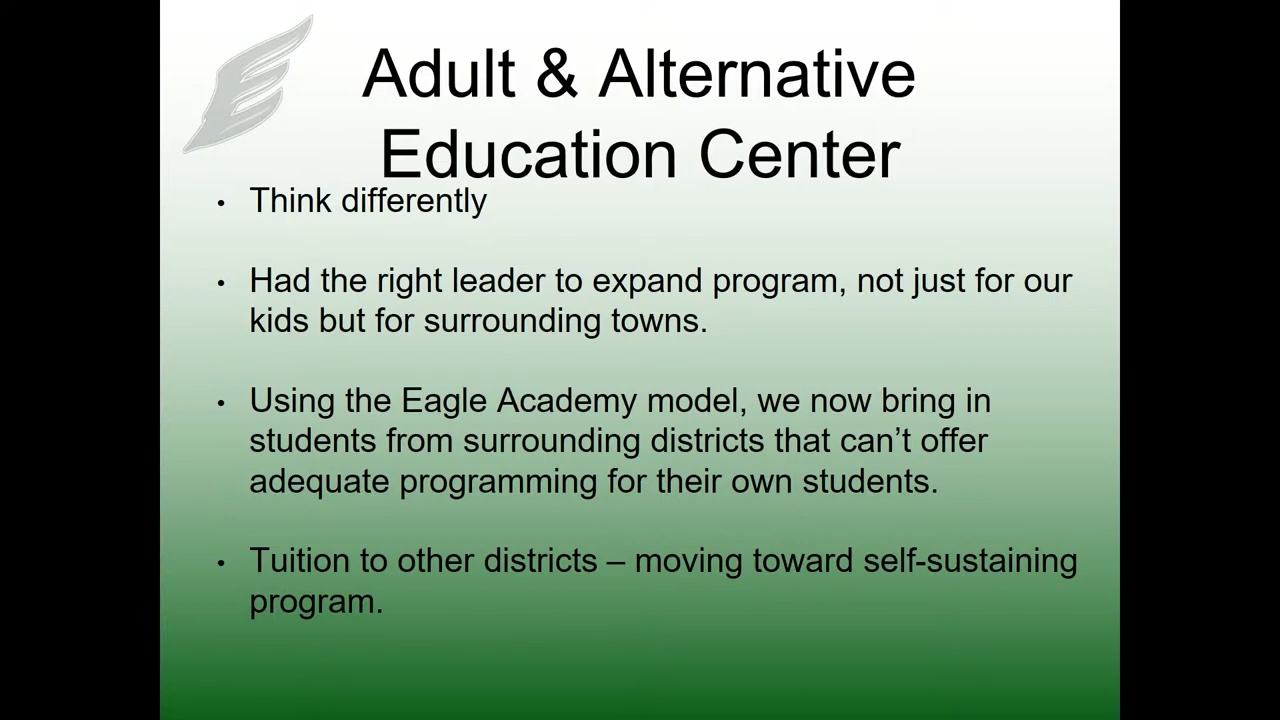 Adult & Alternative
Education Center
• Think differently
• Had the right leader to expand program, not just for our
kids but for surrounding towns.
• Using the Eagle Academy model, we now bring in
students from surrounding districts that can’t offer
adequate programming for their own students.
• Tuition to other districts – moving toward self-sustaining
program.